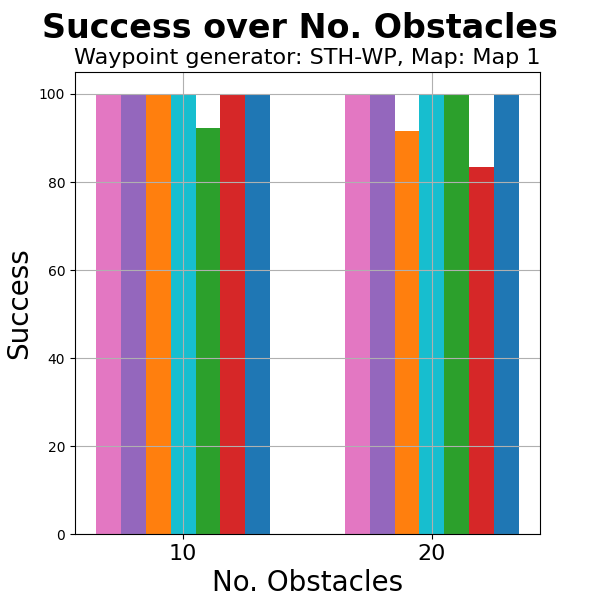 Success over No. Obstacles
Waypoint generator: STH-WP, Map: Map 1
100
80
60
40
20
0
Success
10 20
No. Obstacles